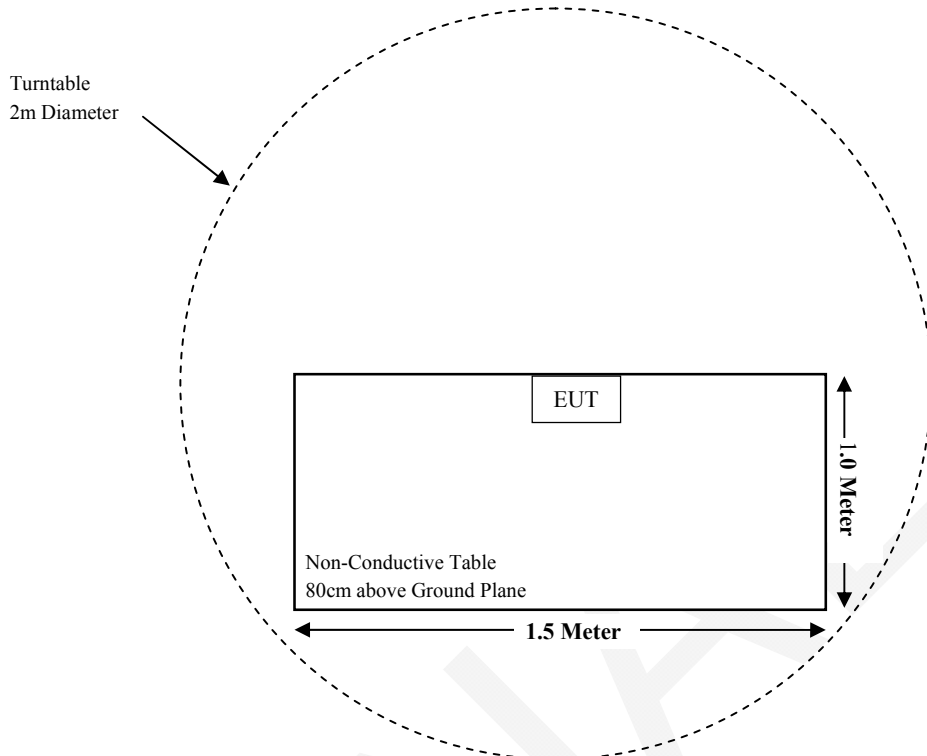 Turntable
2m Diameter
EUT
1.0 Meter
Non-Conductive Table
80cm above Ground Plane
1.5 Meter